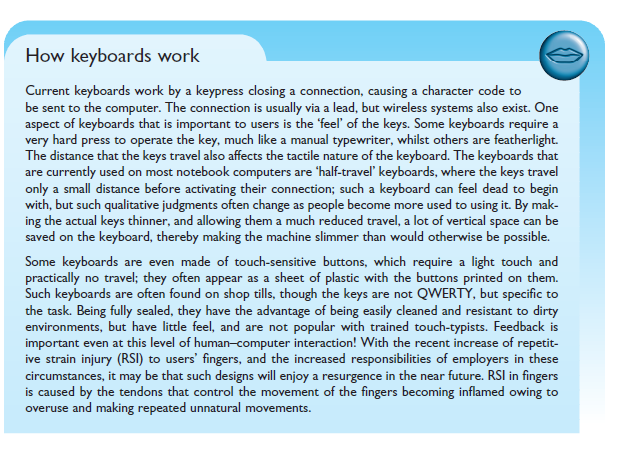 How keyboards work
Current keyboards work by a keypress closing a connection, causing a character code to
be sent to the computer. The connection is usually via a lead, but wireless systems also exist. One
aspect of keyboards that is important to users is the ‘feel’ of the keys. Some keyboards require a
very hard press to operate the key, much like a manual typewriter, whilst others are featherlight.
The distance that the keys travel also affects the tactile nature of the keyboard. The keyboards that
are currently used on most notebook computers are ‘half-travel’ keyboards, where the keys travel
only a small distance before activating their connection; such a keyboard can feel dead to begin
with, but such qualitative judgments often change as people become more used to using it. By mak-
ing the actual keys thinner, and allowing them a much reduced travel, a lot of vertical space can be
saved on the keyboard, thereby making the machine slimmer than would otherwise be possible.
Some keyboards are even made of touch-sensitive buttons, which require a light touch and
practically no travel; they often appear as a sheet of plastic with the buttons printed on them.
Such keyboards are often found on shop tills, though the keys are not QWERTY, but specific to
the task. Being fully sealed, they have the advantage of being easily cleaned and resistant to dirty
environments, but have little feel, and are not popular with trained touch-typists. Feedback is
important even at this level of human–computer interaction! With the recent increase of repetit-
ive strain injury (RSI) to users’ fingers, and the increased responsibilities of employers in these
circumstances, it may be that such designs will enjoy a resurgence in the near future. RSI in fingers
is caused by the tendons that control the movement of the fingers becoming inflamed owing to
overuse and making repeated unnatural movements.